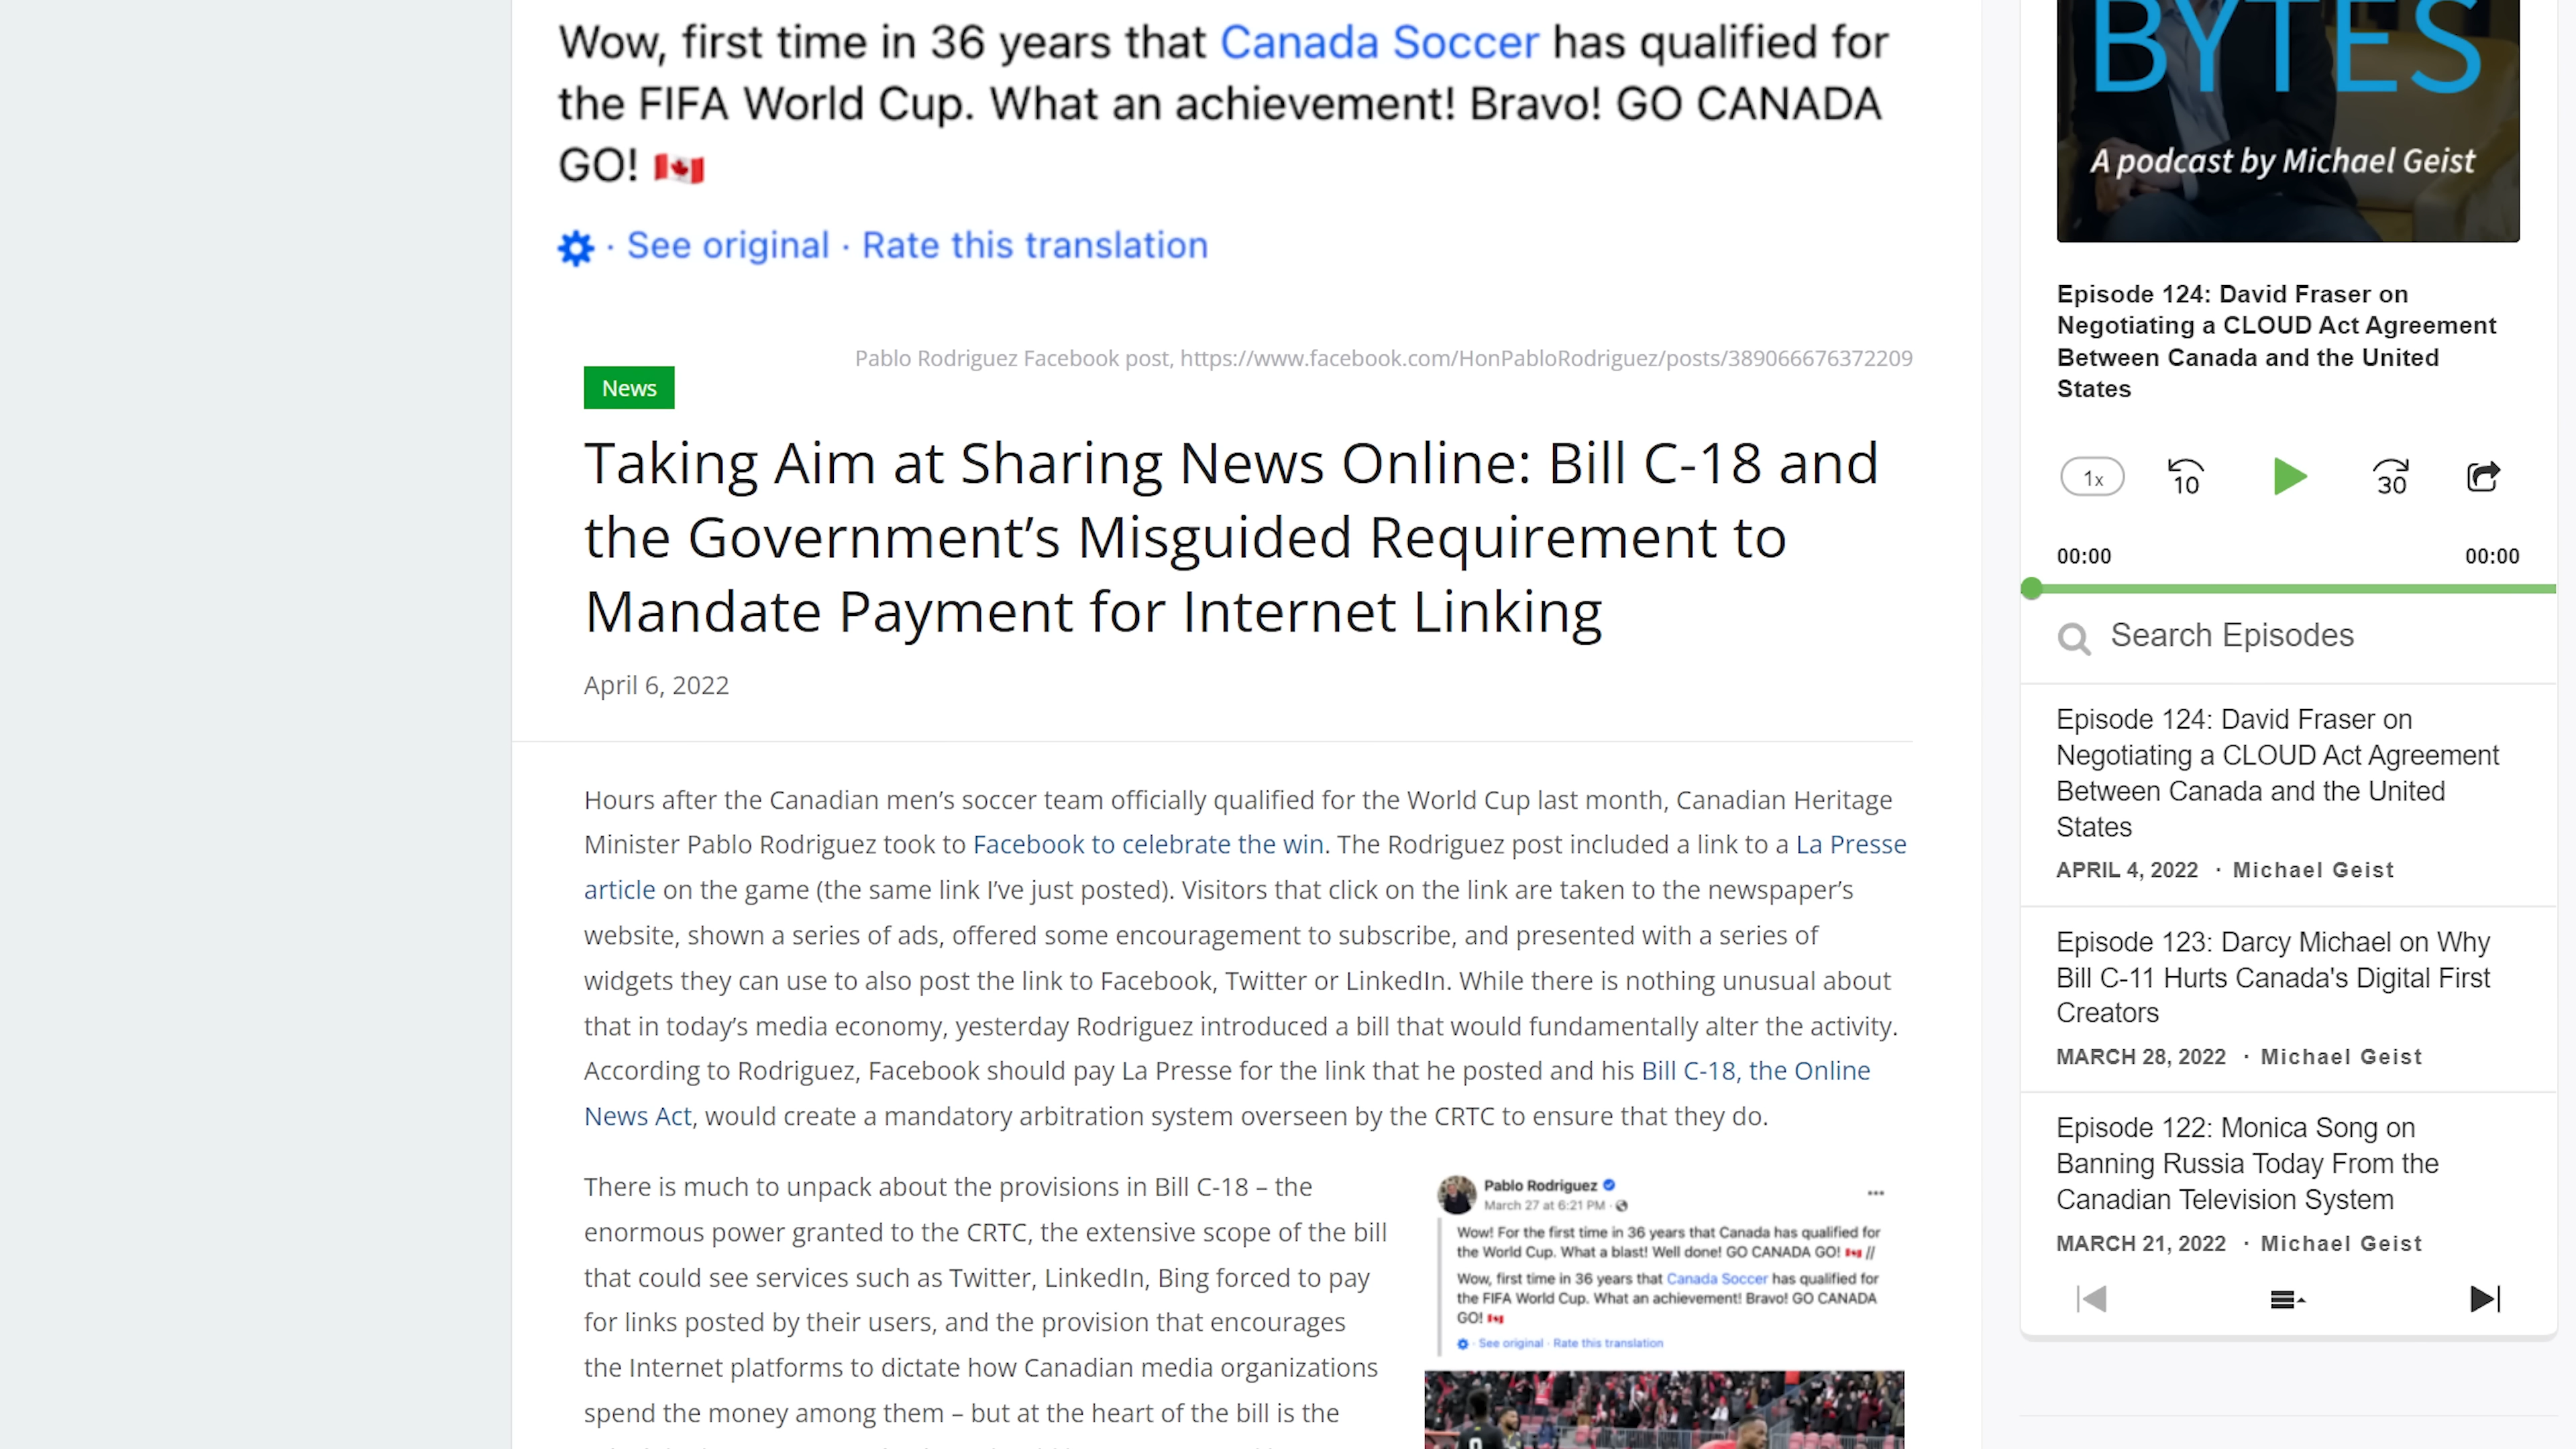 Wow, first time in 36 years that Canada Soccer has qualified for
the FIFA World Cup. What an achievement! Bravo! GO CANADA
GO!
· See original · Rate this translation
Pablo Rodriguez Facebook post, https://www.facebook.com/HonPabloRodriguez/posts/389066676372209
News
Taking Aim at Sharing News Online: Bill C-18 and
the Government’s Misguided Requirement to
Mandate Payment for Internet Linking
April 6, 2022
Hours after the Canadian men’s soccer team officially qualified for the World Cup last month, Canadian Heritage
Minister Pablo Rodriguez took to Facebook to celebrate the win. The Rodriguez post included a link to a La Presse
article on the game (the same link I’ve just posted). Visitors that click on the link are taken to the newspaper’s
website, shown a series of ads, offered some encouragement to subscribe, and presented with a series of
widgets they can use to also post the link to Facebook, Twitter or LinkedIn. While there is nothing unusual about
that in today’s media economy, yesterday Rodriguez introduced a bill that would fundamentally alter the activity.
According to Rodriguez, Facebook should pay La Presse for the link that he posted and his Bill C-18, the Online
News Act, would create a mandatory arbitration system overseen by the CRTC to ensure that they do.
There is much to unpack about the provisions in Bill C-18 – the
enormous power granted to the CRTC, the extensive scope of the bill
that could see services such as Twitter, LinkedIn, Bing forced to pay
for links posted by their users, and the provision that encourages
the Internet platforms to dictate how Canadian media organizations
spend the money among them – but at the heart of the bill is the
Pablo Rodriguez
March 27 at 6:21 PM ·
Wow! For the first time in 36 years that Canada has qualified for
the World Cup. What a blast! Well done! GO CANADA GO! //
Wow, first time in 36 years that Canada Soccer has qualified for
the FIFA World Cup. What an achievement! Bravo! GO CANADA
GO!
· See original · Rate this translation
BYTES
A podcast by Michael Geist
Episode 124: David Fraser on
Negotiating a CLOUD Act Agreement
Between Canada and the United
States
1x
10
30
00:00
00:00
Search Episodes
Episode 124: David Fraser on
Negotiating a CLOUD Act Agreement
Between Canada and the United
States
APRIL 4, 2022 · Michael Geist
Episode 123: Darcy Michael on Why
Bill C-11 Hurts Canada's Digital First
Creators
MARCH 28, 2022 · Michael Geist
Episode 122: Monica Song on
Banning Russia Today From the
Canadian Television System
MARCH 21, 2022 · Michael Geist